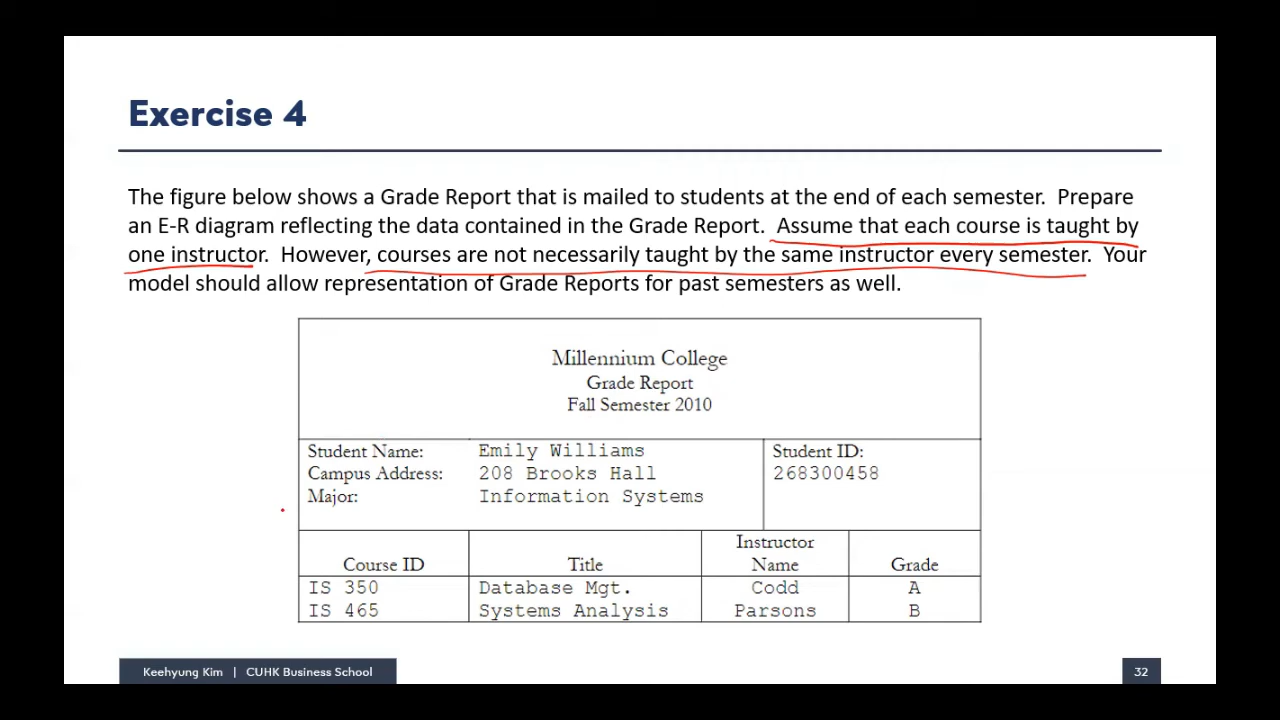 Exercise 4
The figure below shows a Grade Report that is mailed to students at the end of each semester.  Prepare
an E-R diagram reflecting the data contained in the Grade Report.  Assume that each course is taught by
one instructor.  However, courses are not necessarily taught by the same instructor every semester.  Your
model should allow representation of Grade Reports for past semesters as well.
Millennium College
Grade Report
Fall Semester 2010
Student Name: Emily Williams Student ID:
Campus Address: 208 Brooks Hall 268300458
Major: Information Systems
Instructor
Course ID Title Name Grade
IS 350 Database Mgt. Codd A
IS 465 Systems Analysis Parsons B
Keehyung Kim | CUHK Business School 32